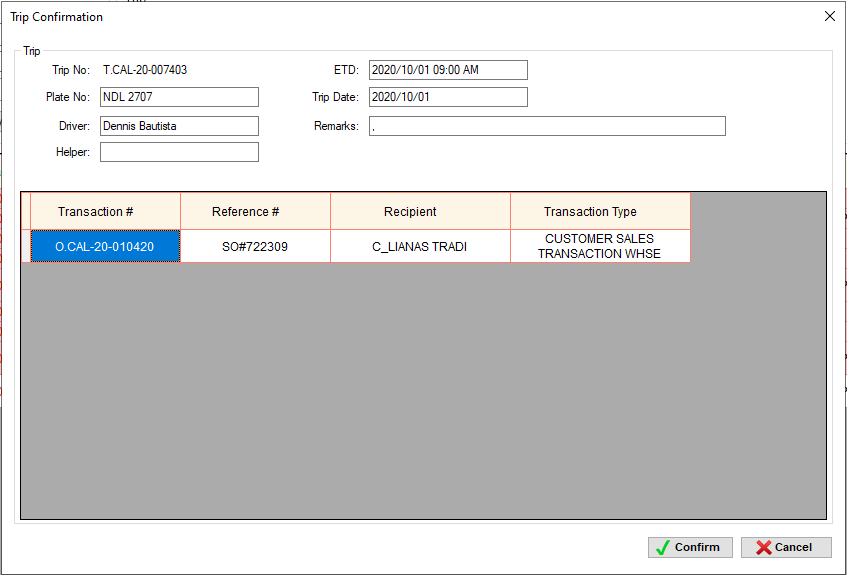 Trip Confirmation
Trip
Trip No: T.CAL-20-007403
ETD: 2020/10/01 09:00 AM
Plate No: NDL 2707
Trip Date: 2020/10/01
Driver: Dennis Bautista
Remarks: .
Helper:
Transaction # Reference # Recipient Transaction Type
O.CAL-20-010420 SO#722309 C_LIANAS TRADI CUSTOMER SALES
TRANSACTION WHSE
Confirm Cancel